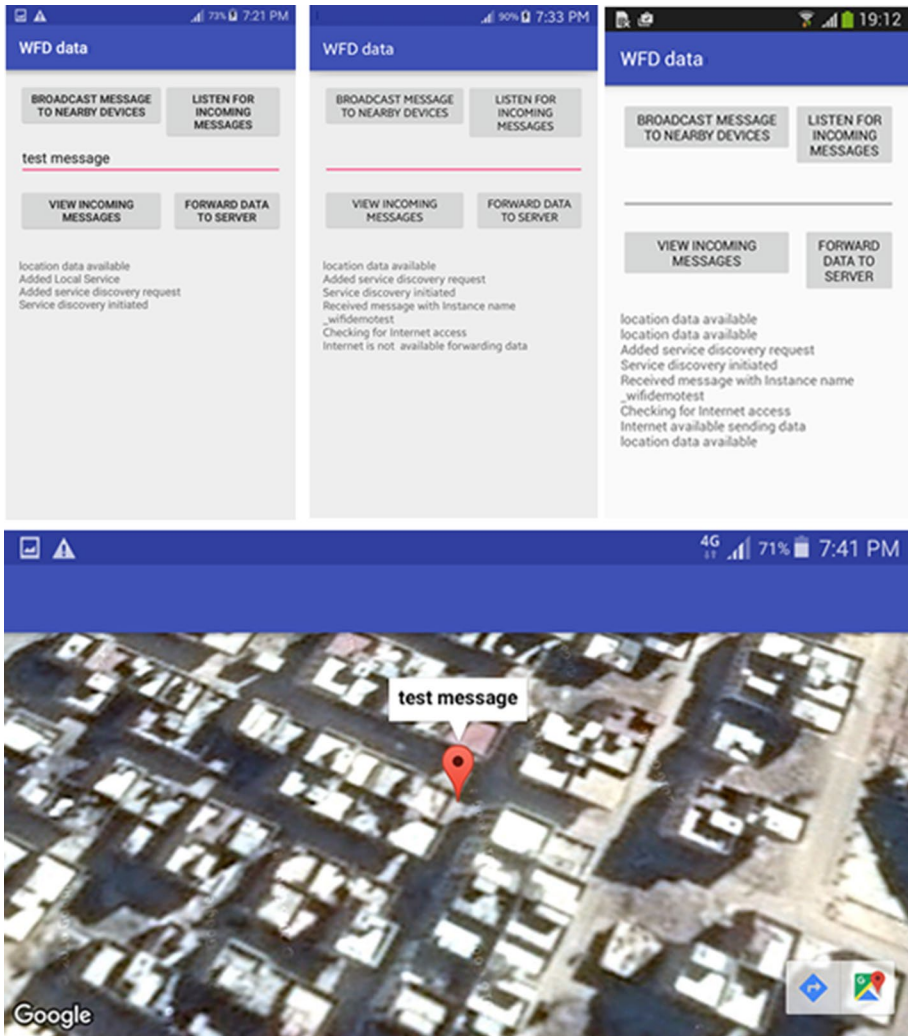 73% 7:21 PM
WFD data
BROADCAST MESSAGE
TO NEARBY DEVICES
LISTEN FOR
INCOMING
MESSAGES
test message
VIEW INCOMING
MESSAGES
FORWARD DATA
TO SERVER
location data available
Added Local Service
Added service discovery request
Service discovery initiated
90% 7:33 PM
WFD data
BROADCAST MESSAGE
TO NEARBY DEVICES
LISTEN FOR
INCOMING
MESSAGES
VIEW INCOMING
MESSAGES
FORWARD DATA
TO SERVER
location data available
Added service discovery request
Service discovery initiated
Received message with Instance name
_wifidemotest
Checking for Internet access
Internet is not available forwarding data
19:12
WFD data
BROADCAST MESSAGE
TO NEARBY DEVICES
LISTEN FOR
INCOMING
MESSAGES
VIEW INCOMING
MESSAGES
FORWARD
DATA TO
SERVER
location data available
location data available
Added service discovery request
Service discovery initiated
Received message with Instance name
_wifidemotest
Checking for Internet access
Internet available sending data
location data available
4G 71% 7:41 PM
test message
Google